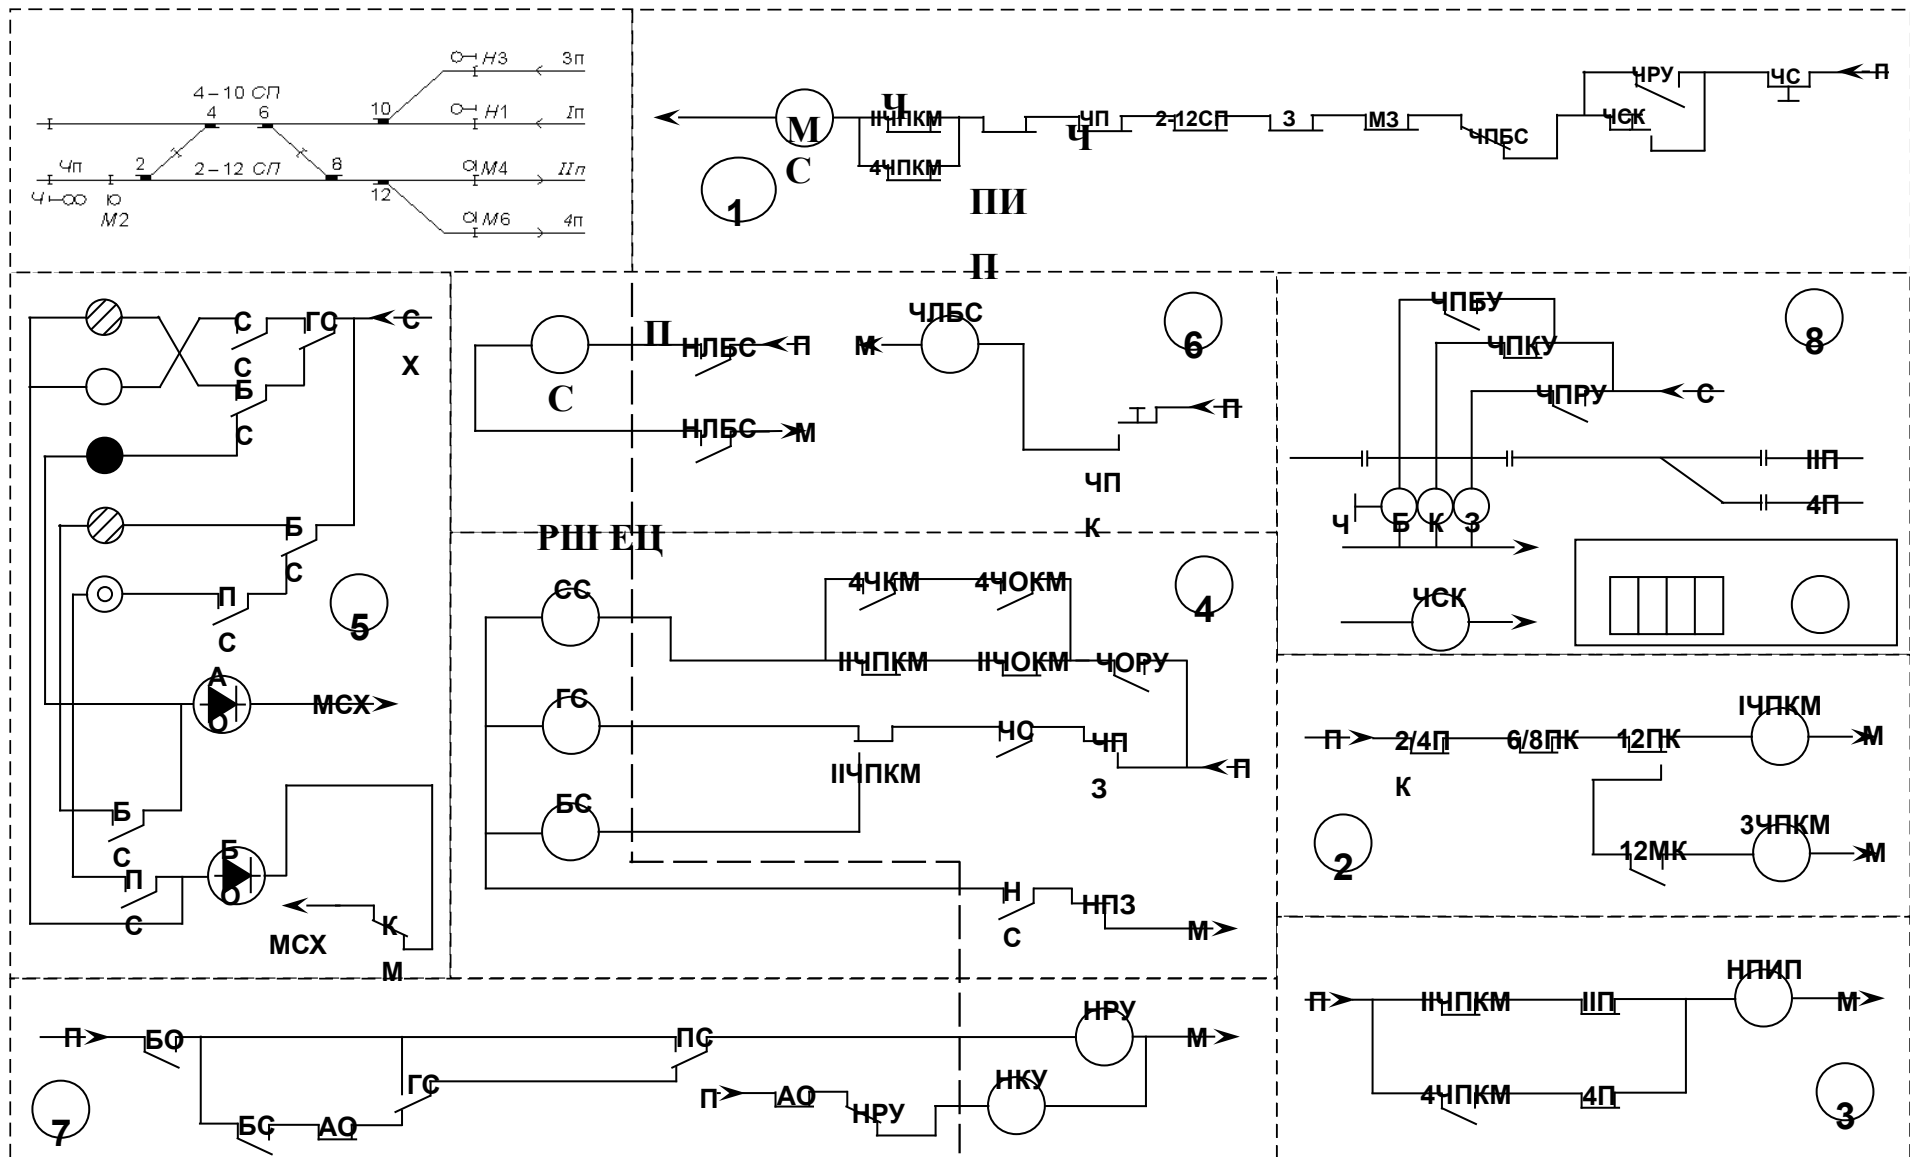 4-10 СП
4
6
10
Н3
3п
Н1
Iп
Чп
2
2-12 СП
8
М4
IIп
Ч
М2
12
М6
4п
М
С
IIЧПКМ
Ч
4ЧПКМ
ЧП
Ч
2-12СП
З
МЗ
ЧПБС
ЧРУ
ЧСК
ЧС
П
1
ПИ
П
С
С
ГС
С
Х
Б
С
Б
С
П
С
5
А
О
МСХ
Б
С
Б
О
П
С
МСХ
К
М
С
П
НЛБС
П
НЛБС
М
М
ЧЛБС
6
П
ЧП
К
РШ
ЕЦ
СС
4ЧКМ
4ЧОКМ
4
IIЧПКМ
IIЧОКМ
ЧОРУ
ГС
ЧС
ЧП
З
П
IIЧПКМ
БС
Н
С
НПЗ
М
ЧПБУ
8
ЧПКУ
ЧПРУ
С
IIП
4П
Ч
Б
К
З
ЧСК
П
2/4П
К
6/8ПК
12ПК
IЧПКМ
М
2
12МК
3ЧПКМ
М
П
IIЧПКМ
IIП
НПИП
М
4ЧПКМ
4П
3
П
БО
ПС
НРУ
М
ГС
П
АО
НРУ
НКУ
7
БС
АО